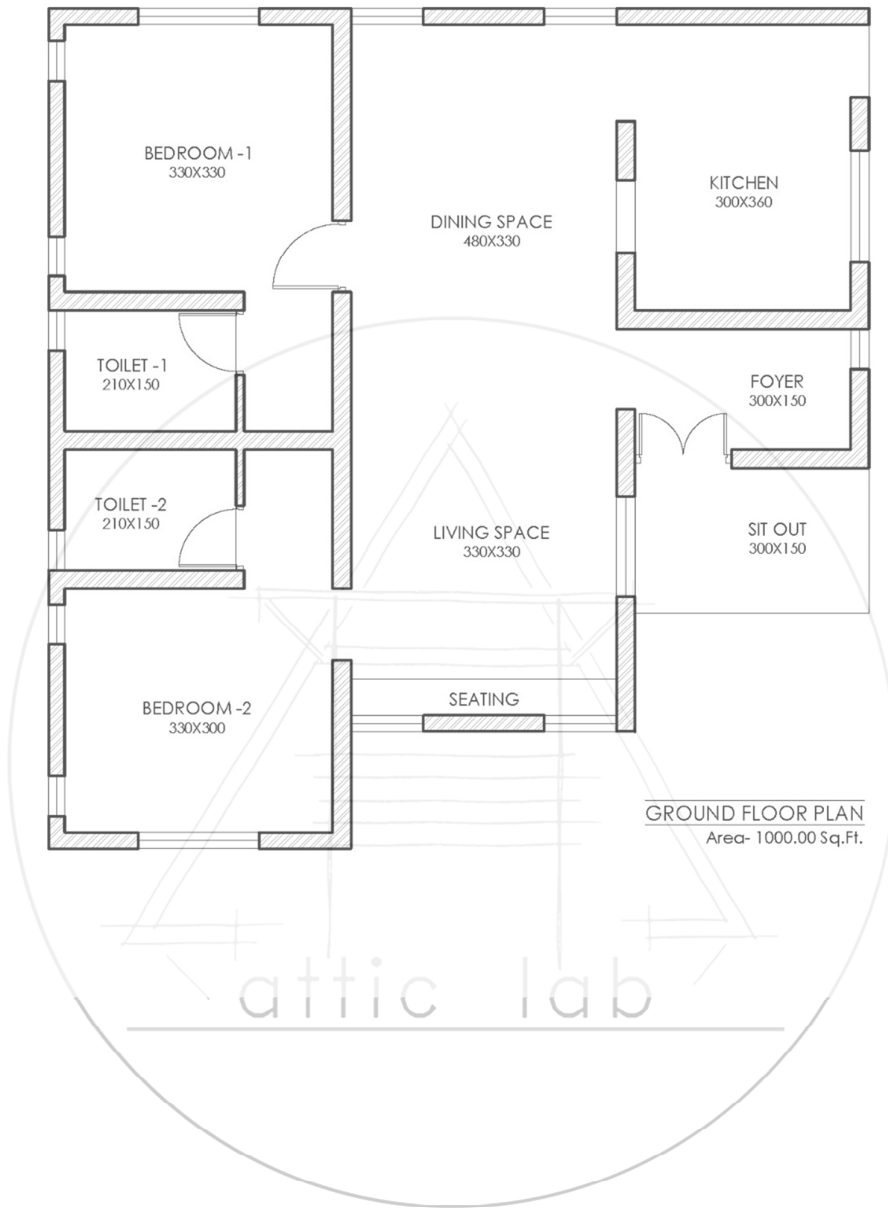 BEDROOM -1
330X330
KITCHEN
300X360
DINING SPACE
480X330
TOILET -1
210X150
FOYER
300X150
TOILET -2
210X150
LIVING SPACE
330X330
SIT OUT
300X150
SEATING
BEDROOM -2
330X300
GROUND FLOOR PLAN
Area- 1000.00 Sq.Ft.
attic lab